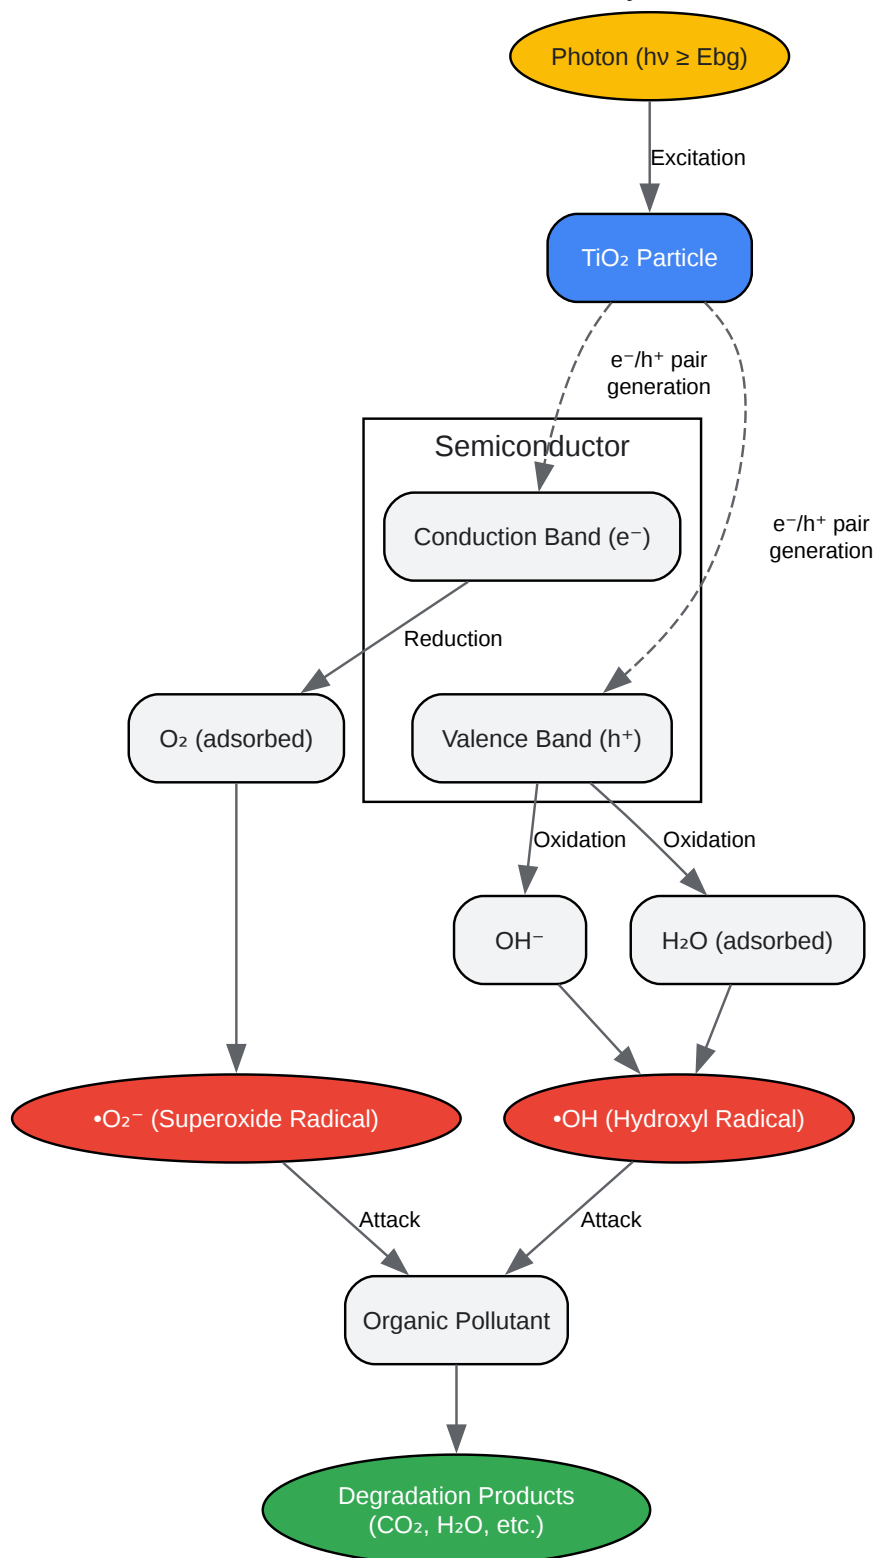 Photon (hν ≥ Ebg)
Excitation
TiO₂ Particle
e⁻/h⁺ pair
generation
Semiconductor
Conduction Band (e⁻)
e⁻/h⁺ pair
generation
Reduction
O₂ (adsorbed)
Valence Band (h⁺)
Oxidation
Oxidation
OH⁻
H₂O (adsorbed)
•O₂⁻ (Superoxide Radical)
•OH (Hydroxyl Radical)
Attack
Attack
Organic Pollutant
Degradation Products
(CO₂, H₂O, etc.)